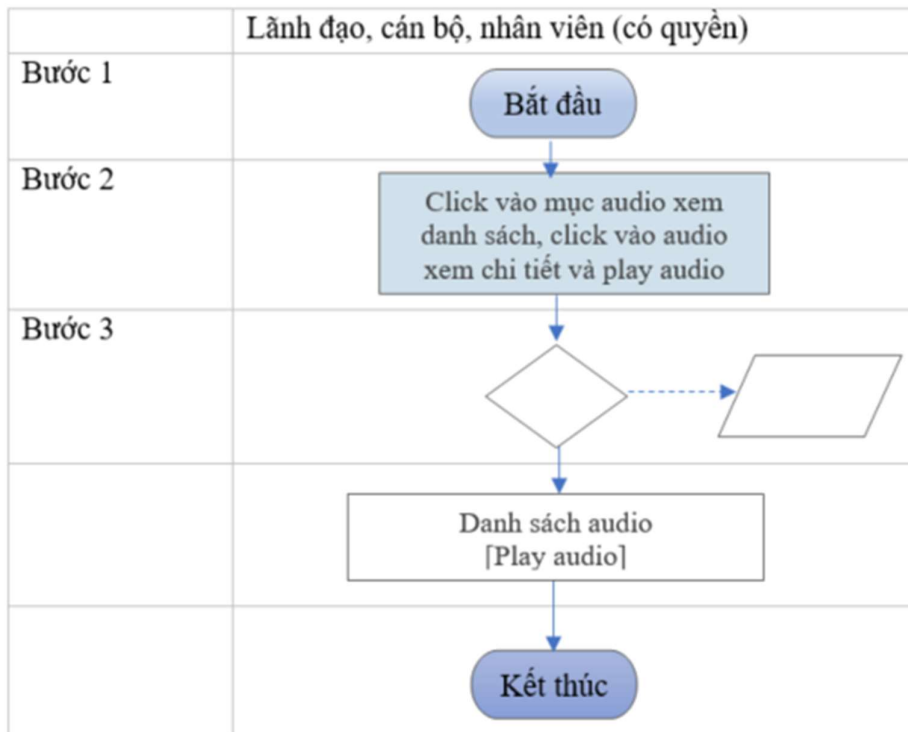 Lãnh đạo, cán bộ, nhân viên (có quyền)
Bước 1
Bắt đầu
Bước 2
Click vào mục audio xem
danh sách, click vào audio
xem chi tiết và play audio
Bước 3
Danh sách audio
[Play audio]
Kết thúc